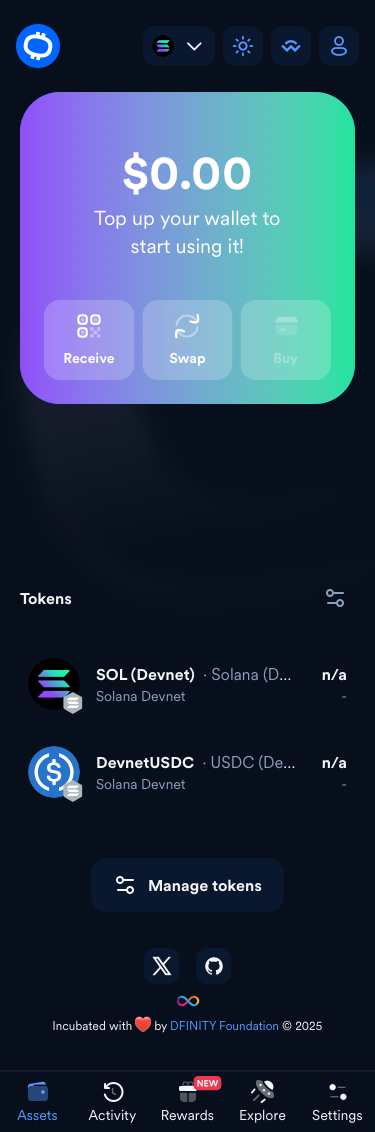 $0.00
Top up your wallet to
start using it!
Receive Swap Buy
Tokens
SOL (Devnet) · Solana (D... n/a
Solana Devnet -
DevnetUSDC · USDC (De... n/a
Solana Devnet -
Manage tokens
Incubated with ❤️ by DFINITY Foundation © 2025
NEW
Assets Activity Rewards Explore Settings